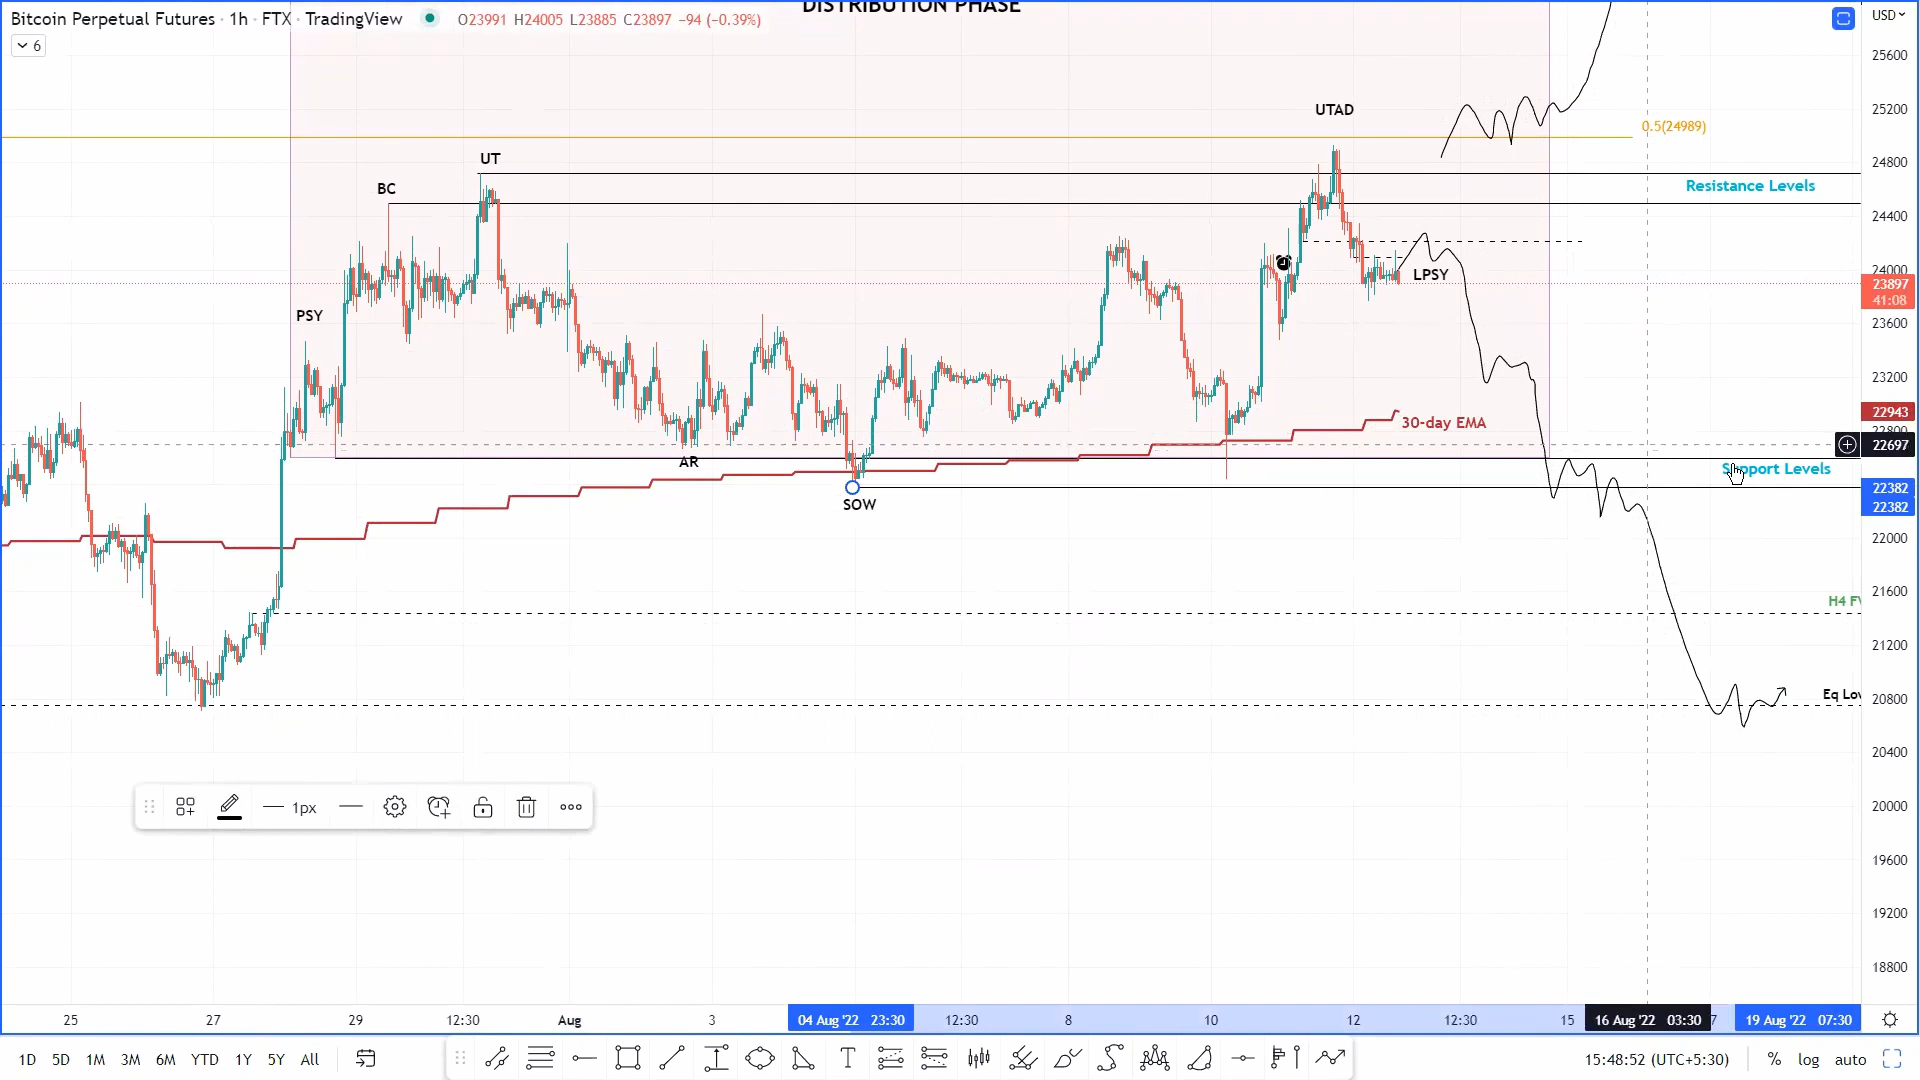 DISTRIBUTION PHASE
Bitcoin Perpetual Futures · 1h · FTX · TradingView O23991 H24005 L23885 C23897 −94 (−0.39%)
USD
6
25600
UTAD
25200
0.5(24989)
UT
24800
BC
Resistance Levels
24400
LPSY
24000
23897
41:08
PSY
23600
23200
22943
30-day EMA
22800
22697
AR
Support Levels
22382
SOW
22382
22000
21600
H4 F
21200
Eq Lo
20800
20400
1px
20000
19600
19200
18800
25 27 29 12:30 Aug 3 04 Aug '22 23:30 12:30 8 10 12 12:30 15 16 Aug '22 03:30 7 19 Aug '22 07:30
1D 5D 1M 3M 6M YTD 1Y 5Y All T 15:48:52 (UTC+5:30) % log auto